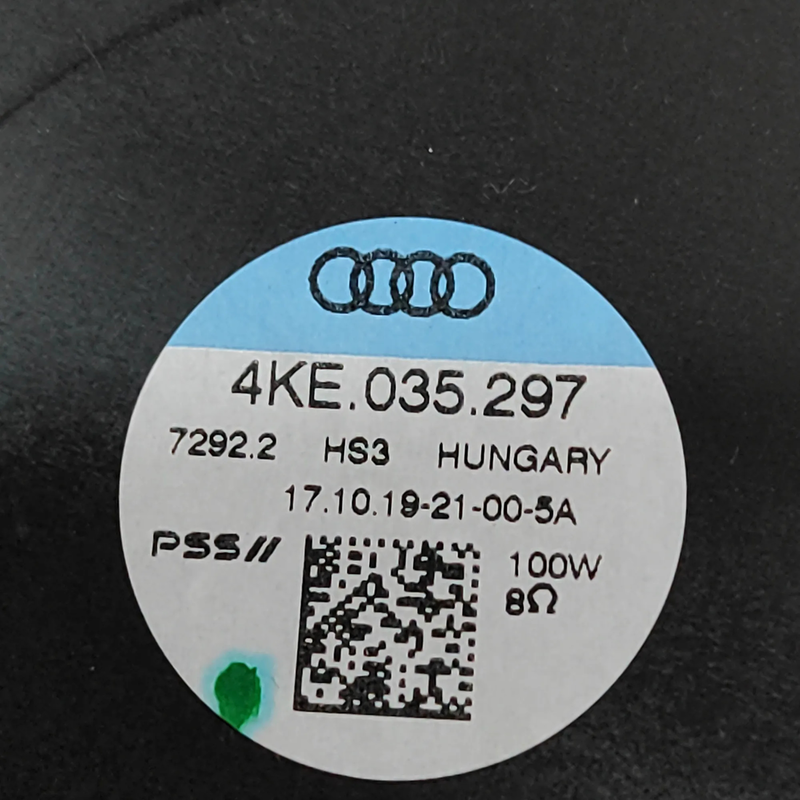 4KE.035.297
7292.2 HS3 HUNGARY
17.10.19-21-00-5A
PSS//
100W
8Ω